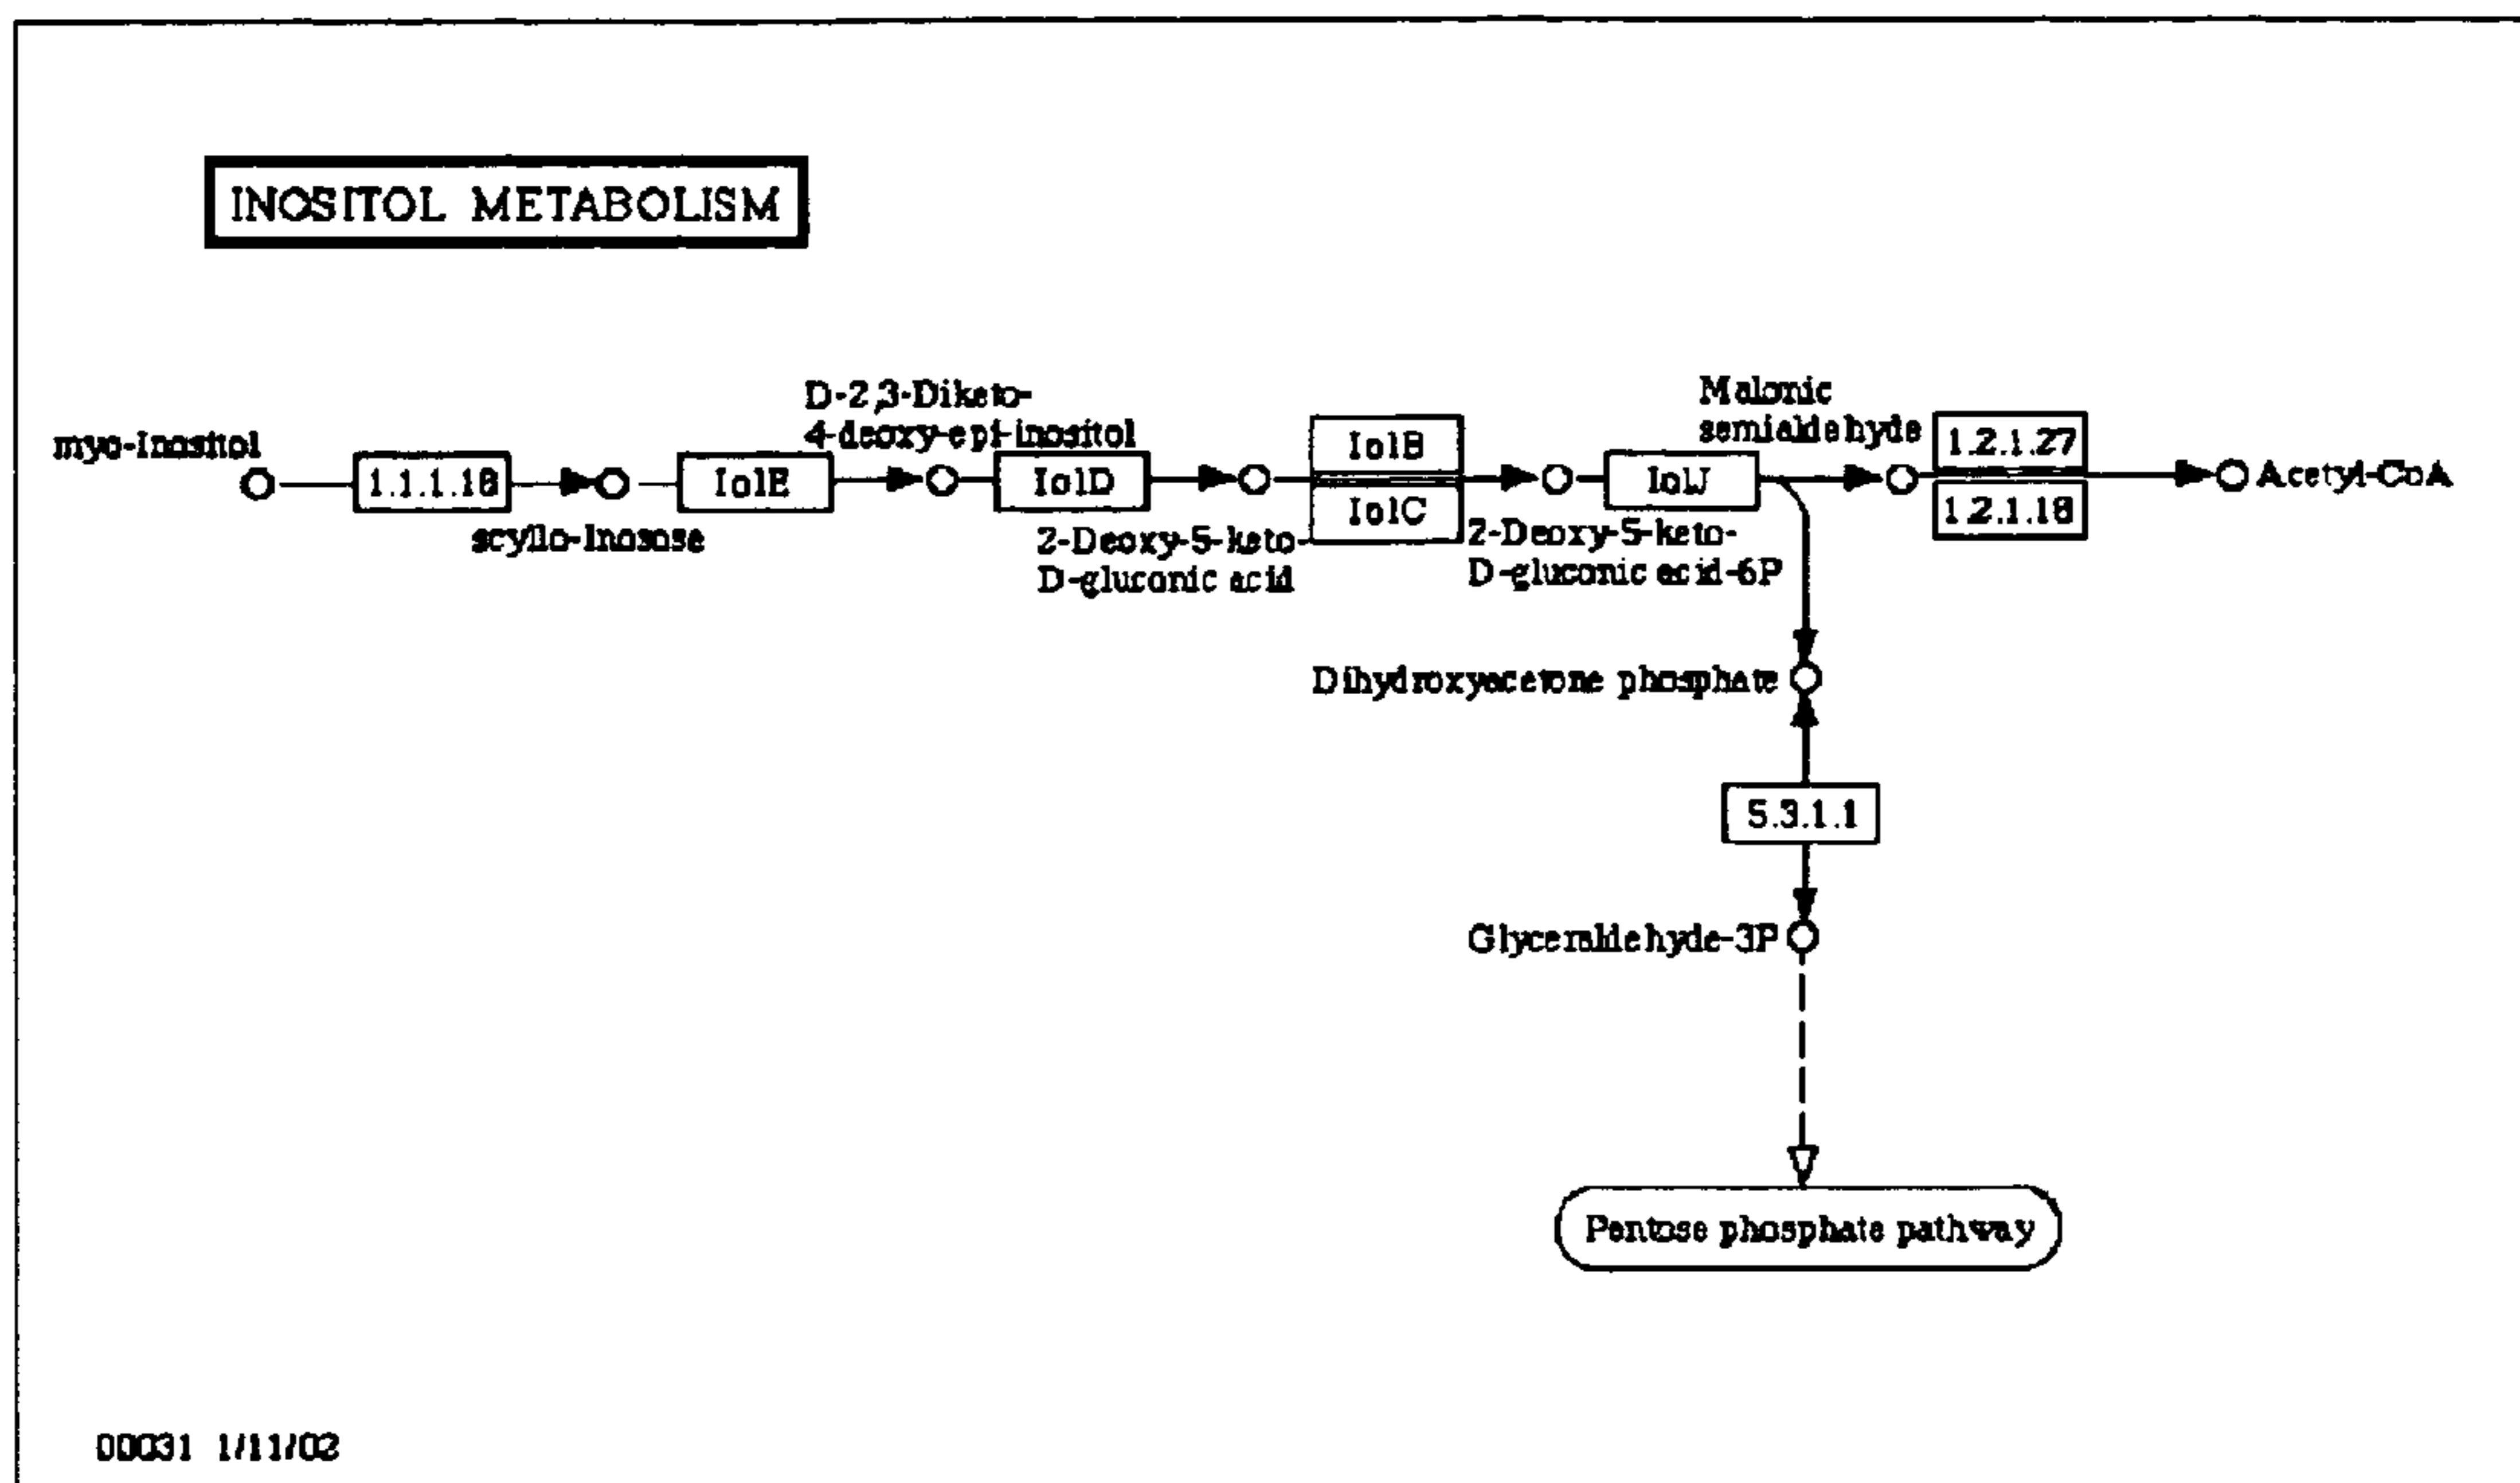 INOSITOL METABOLISM
myo-Inositol
1.1.1.18
scyllo-Inosose
IolE
D-2,3-Diketo-
4-deoxy-epi-inositol
IolD
2-Deoxy-5-keto-
D-gluconic acid
IolB
IolC
2-Deoxy-5-keto-
D-gluconic acid-6P
IolJ
Malonic
semialdehyde
1.2.1.27
1.2.1.18
Acetyl-CoA
Dihydroxyacetone phosphate
5.3.1.1
Glyceraldehyde-3P
Pentose phosphate pathway
00031 1/11/02